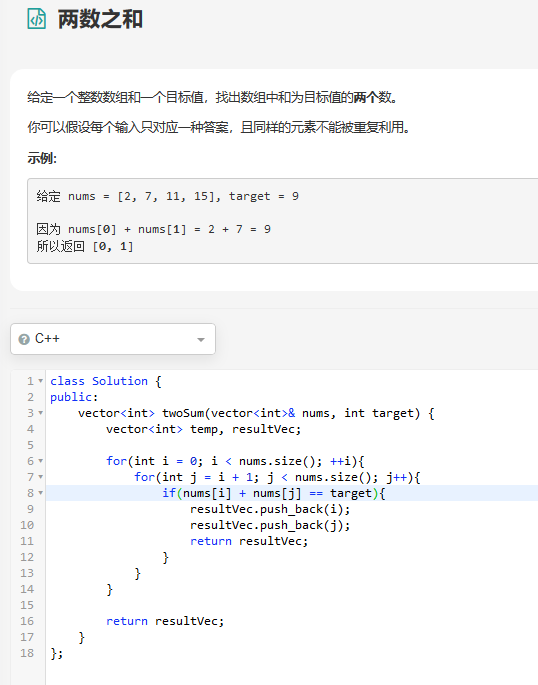 两数之和
给定一个整数数组和一个目标值，找出数组中和为目标值的两个数。
你可以假设每个输入只对应一种答案，且同样的元素不能被重复利用。
示例:
给定 nums = [2, 7, 11, 15], target = 9
因为 nums[0] + nums[1] = 2 + 7 = 9
所以返回 [0, 1]
? C++
1 class Solution {
2 public:
3     vector<int> twoSum(vector<int>& nums, int target) {
4         vector<int> temp, resultVec;
5
6         for(int i = 0; i < nums.size(); ++i){
7             for(int j = i + 1; j < nums.size(); j++){
8                 if(nums[i] + nums[j] == target){
9                     resultVec.push_back(i);
10                     resultVec.push_back(j);
11                     return resultVec;
12                 }
13             }
14         }
15
16         return resultVec;
17     }
18 };